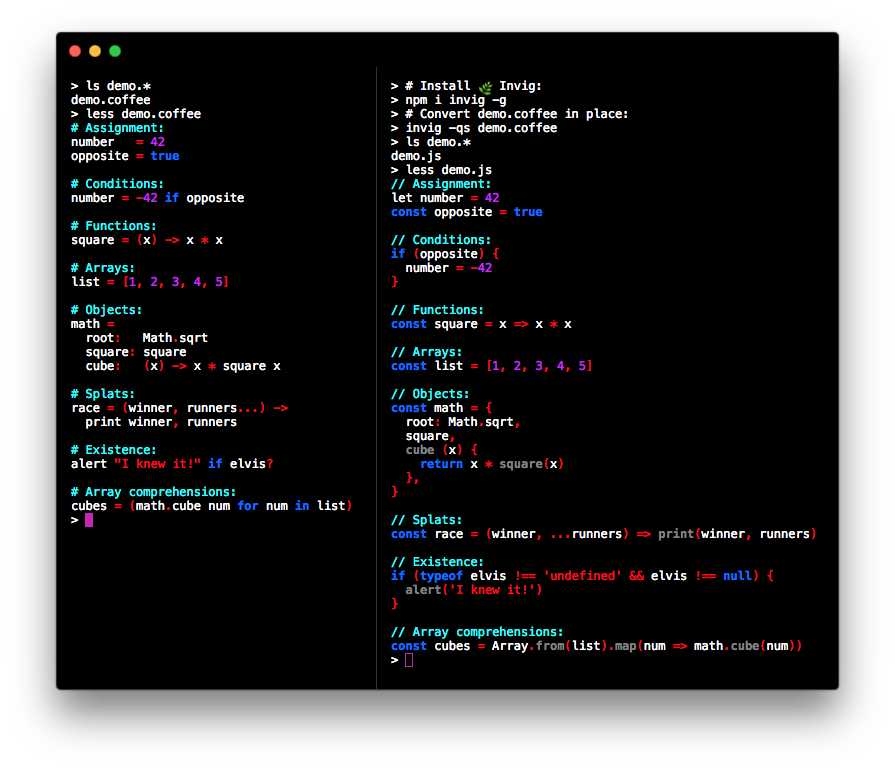 > ls demo.*
demo.coffee
> less demo.coffee
# Assignment:
number   = 42
opposite = true

# Conditions:
number = -42 if opposite

# Functions:
square = (x) -> x * x

# Arrays:
list = [1, 2, 3, 4, 5]

# Objects:
math =
  root:   Math.sqrt
  square: square
  cube:   (x) -> x * square x

# Splats:
race = (winner, runners...) ->
  print winner, runners

# Existence:
alert "I knew it!" if elvis?

# Array comprehensions:
cubes = (math.cube num for num in list)
>
> # Install 🌿 Invig:
> npm i invig -g
> # Convert demo.coffee in place:
> invig -qs demo.coffee
> ls demo.*
demo.js
> less demo.js
// Assignment:
let number = 42
const opposite = true

// Conditions:
if (opposite) {
  number = -42
}

// Functions:
const square = x => x * x

// Arrays:
const list = [1, 2, 3, 4, 5]

// Objects:
const math = {
  root: Math.sqrt,
  square,
  cube (x) {
    return x * square(x)
  },
}

// Splats:
const race = (winner, ...runners) => print(winner, runners)

// Existence:
if (typeof elvis !== 'undefined' && elvis !== null) {
  alert('I knew it!')
}

// Array comprehensions:
const cubes = Array.from(list).map(num => math.cube(num))
>